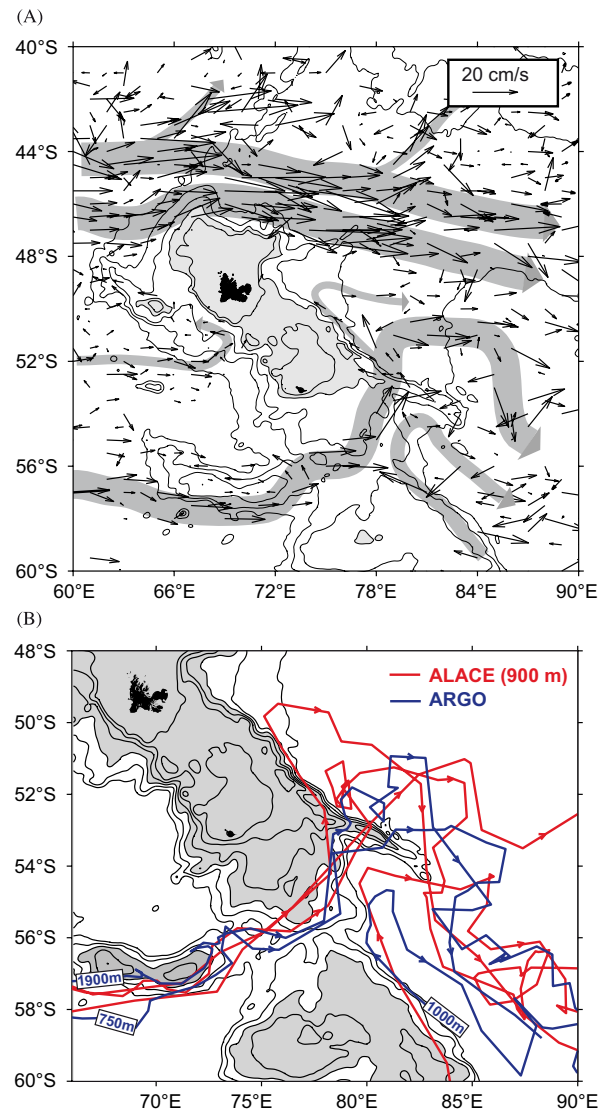 (A)
40°S
20 cm/s
44°S
48°S
52°S
56°S
60°S
60°E 66°E 72°E 78°E 84°E 90°E
(B)
48°S
ALACE (900 m)
ARGO
50°S
52°S
54°S
56°S
1900m
58°S
750m
1000m
60°S
70°E 75°E 80°E 85°E 90°E